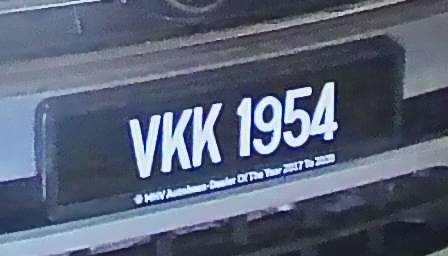 VKK 1954
Autohaus-Dealer Of The Year 2017 To 2020